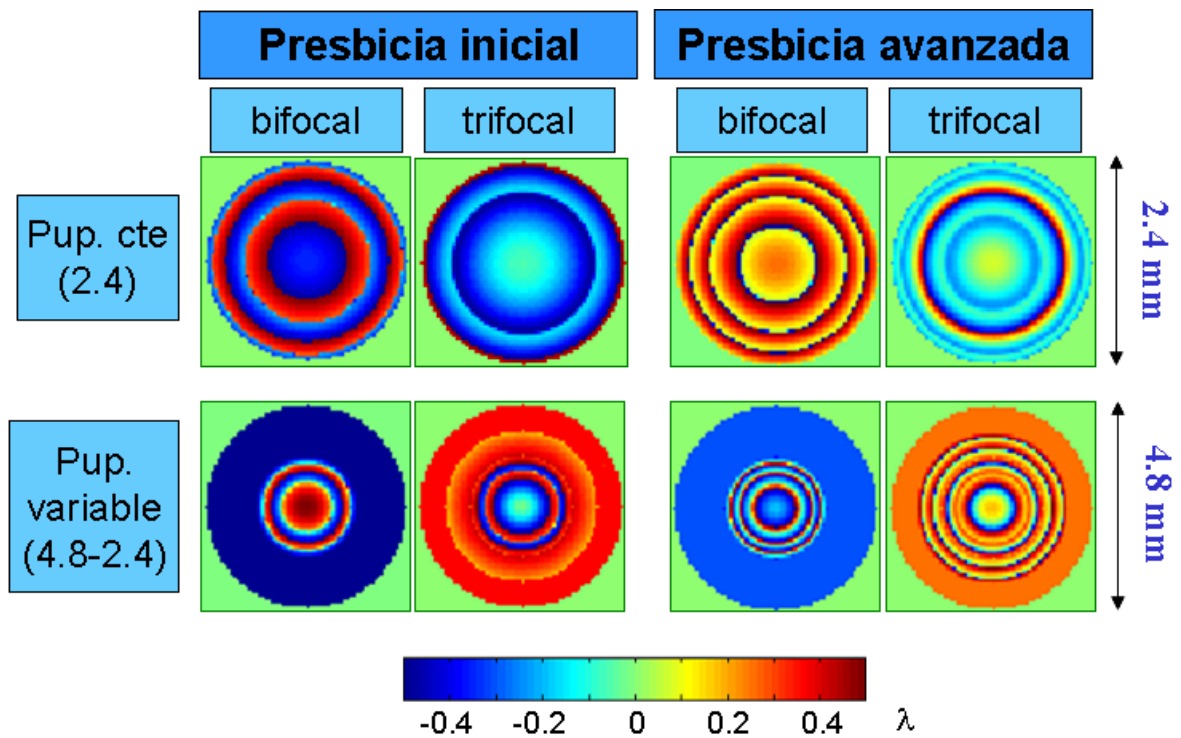 Presbicia inicial
Presbicia avanzada
bifocal
trifocal
bifocal
trifocal
Pup. cte
(2.4)
2.4 mm
Pup.
variable
(4.8-2.4)
4.8 mm
-0.4 -0.2 0 0.2 0.4 λ